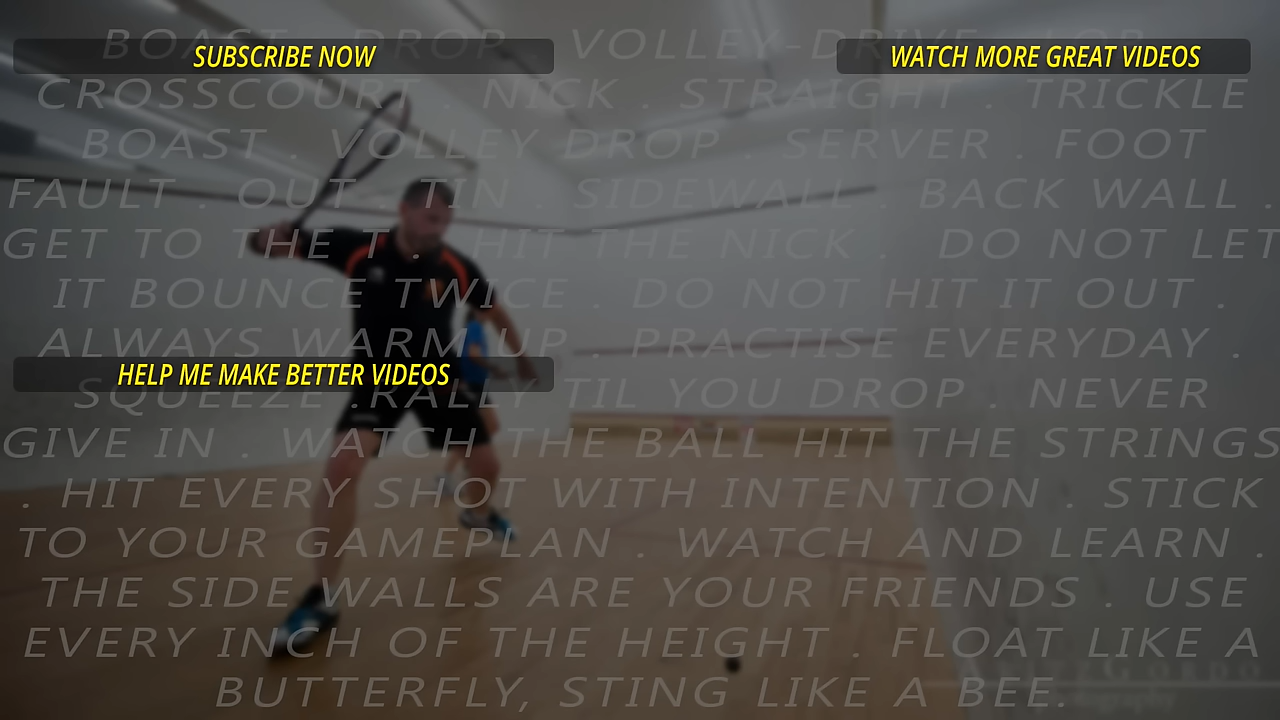 BOAST . DROP . VOLLEY-DRIVE . LOB .
SUBSCRIBE NOW
WATCH MORE GREAT VIDEOS
CROSSCOURT . NICK . STRAIGHT . TRICKLE
BOAST . VOLLEY DROP . SERVER . FOOT
FAULT . OUT . TIN . SIDEWALL . BACK WALL .
GET TO THE T . HIT THE NICK . DO NOT LET
IT BOUNCE TWICE . DO NOT HIT IT OUT .
ALWAYS WARM UP . PRACTISE EVERYDAY .
HELP ME MAKE BETTER VIDEOS
SQUEEZE .RALLY TIL YOU DROP . NEVER
GIVE IN . WATCH THE BALL HIT THE STRINGS
. HIT EVERY SHOT WITH INTENTION . STICK
TO YOUR GAMEPLAN . WATCH AND LEARN .
THE SIDE WALLS ARE YOUR FRIENDS . USE
EVERY INCH OF THE HEIGHT . FLOAT LIKE A
BUTTERFLY, STING LIKE A BEE.